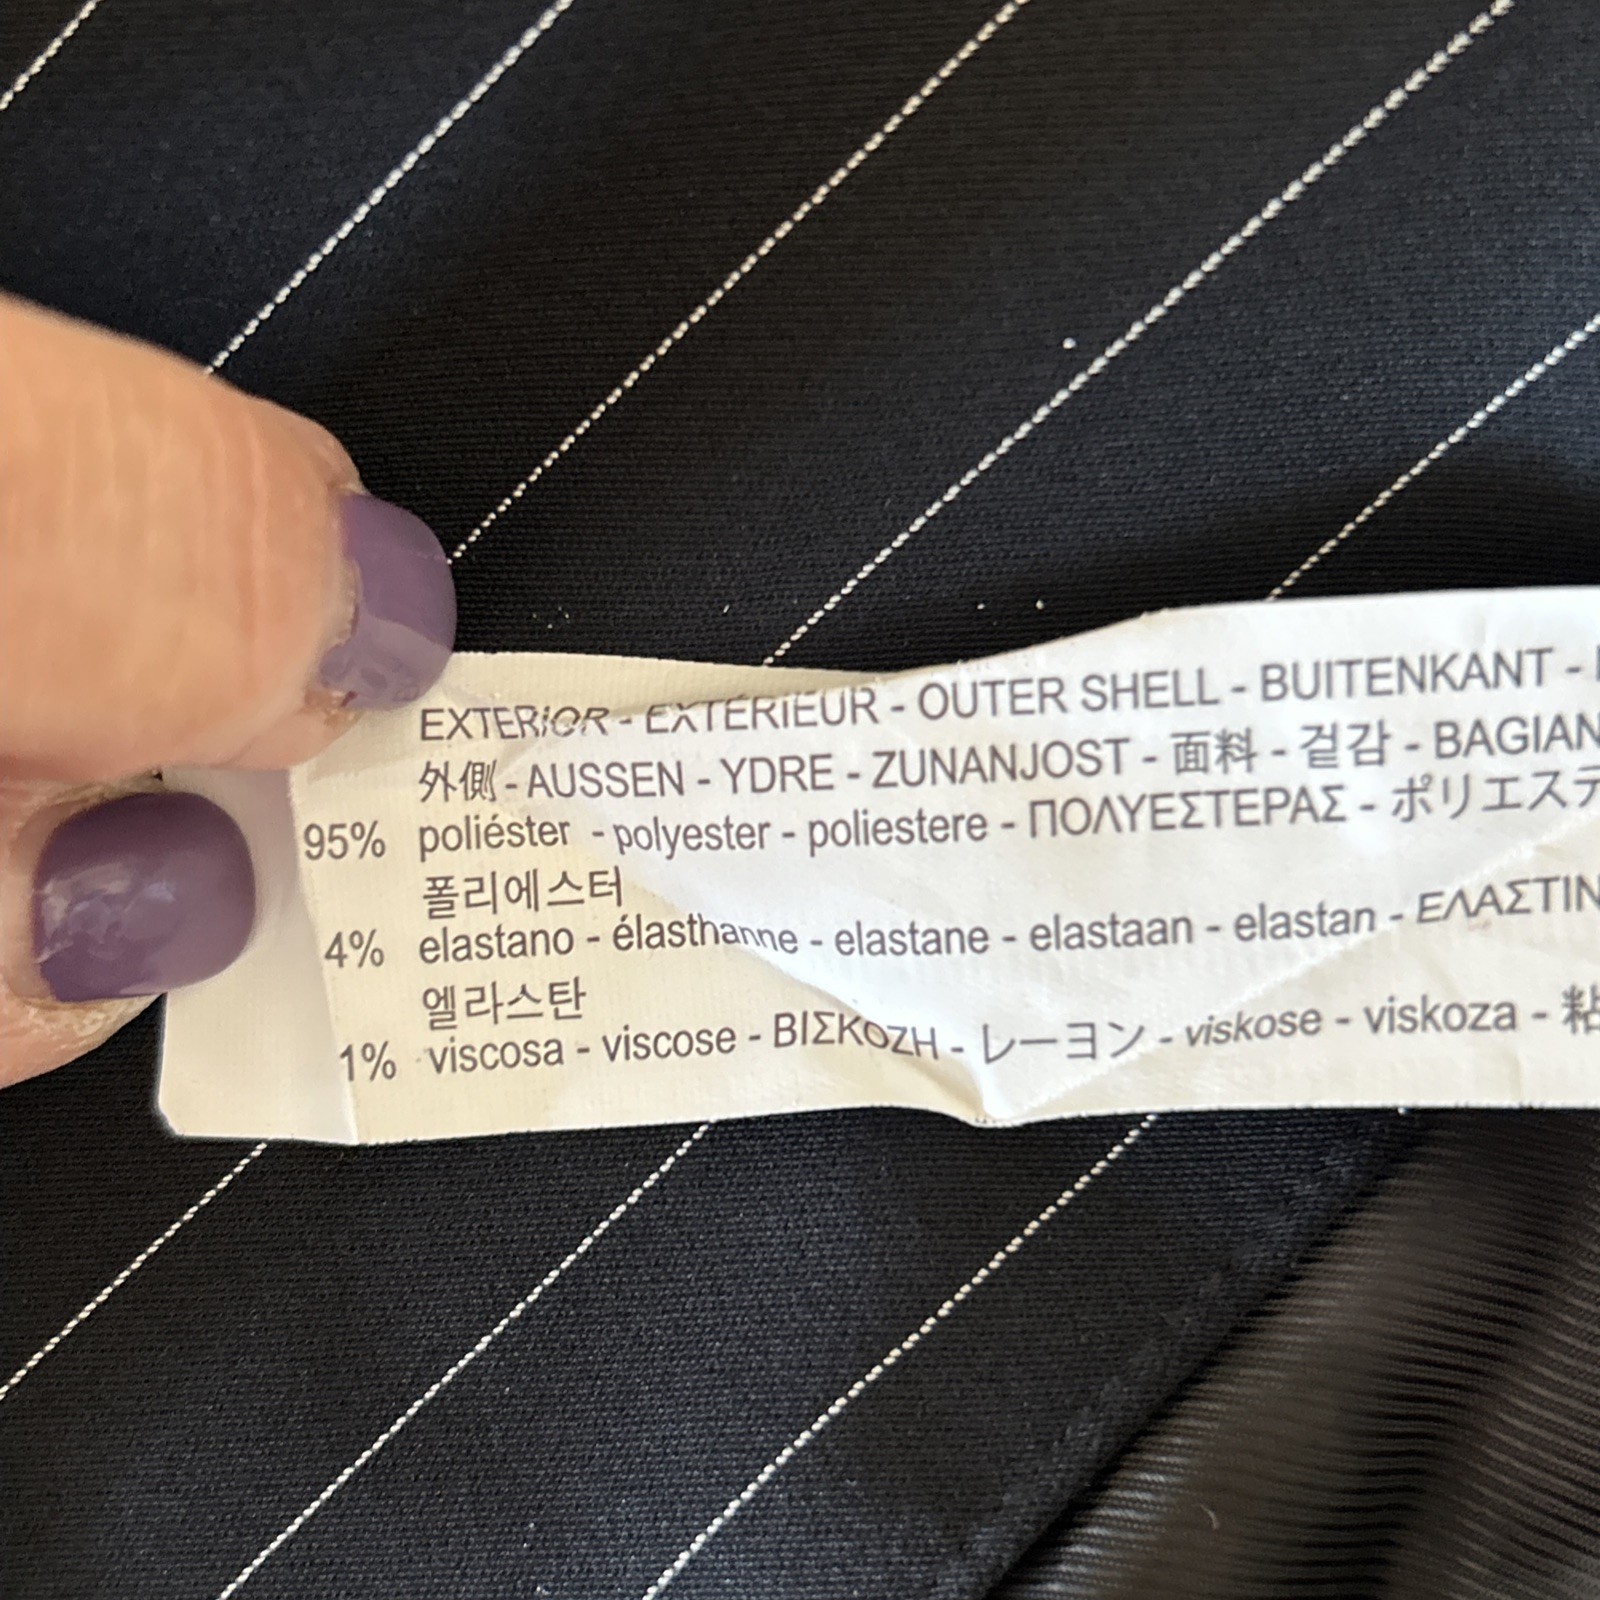 EXTERIOR - EXTÉRIEUR - OUTER SHELL - BUITENKANT -
外側 - AUSSEN - YDRE - ZUNANJOST - 面料 - 겉감 - BAGIAN
95% poliéster - polyester - poliestere - ΠΟΛΥΕΣΤΕΡΑΣ - ポリエステ
폴리에스터
4% elastano - élasthanne - elastane - elastaan - elastan - ΕΛΑΣΤΙΝ
엘라스탄
1% viscosa - viscose - ΒΙΣΚΟΖΗ - レーヨン - viskose - viskoza - 粘